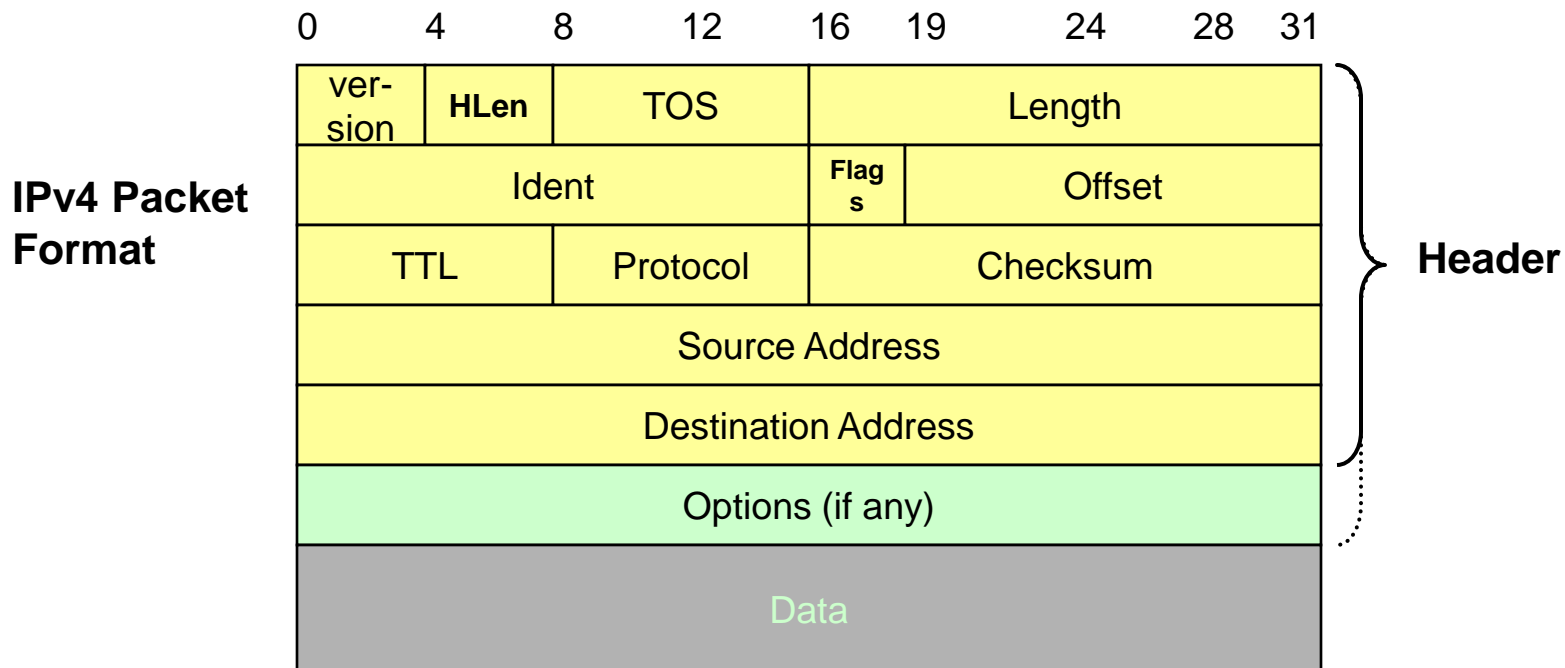 0 4 8 12 16 19 24 28 31
ver-
sion
HLen
TOS
Length
IPv4 Packet
Format
Ident
Flag
s
Offset
TTL
Protocol
Checksum
Header
Source Address
Destination Address
Options (if any)
Data